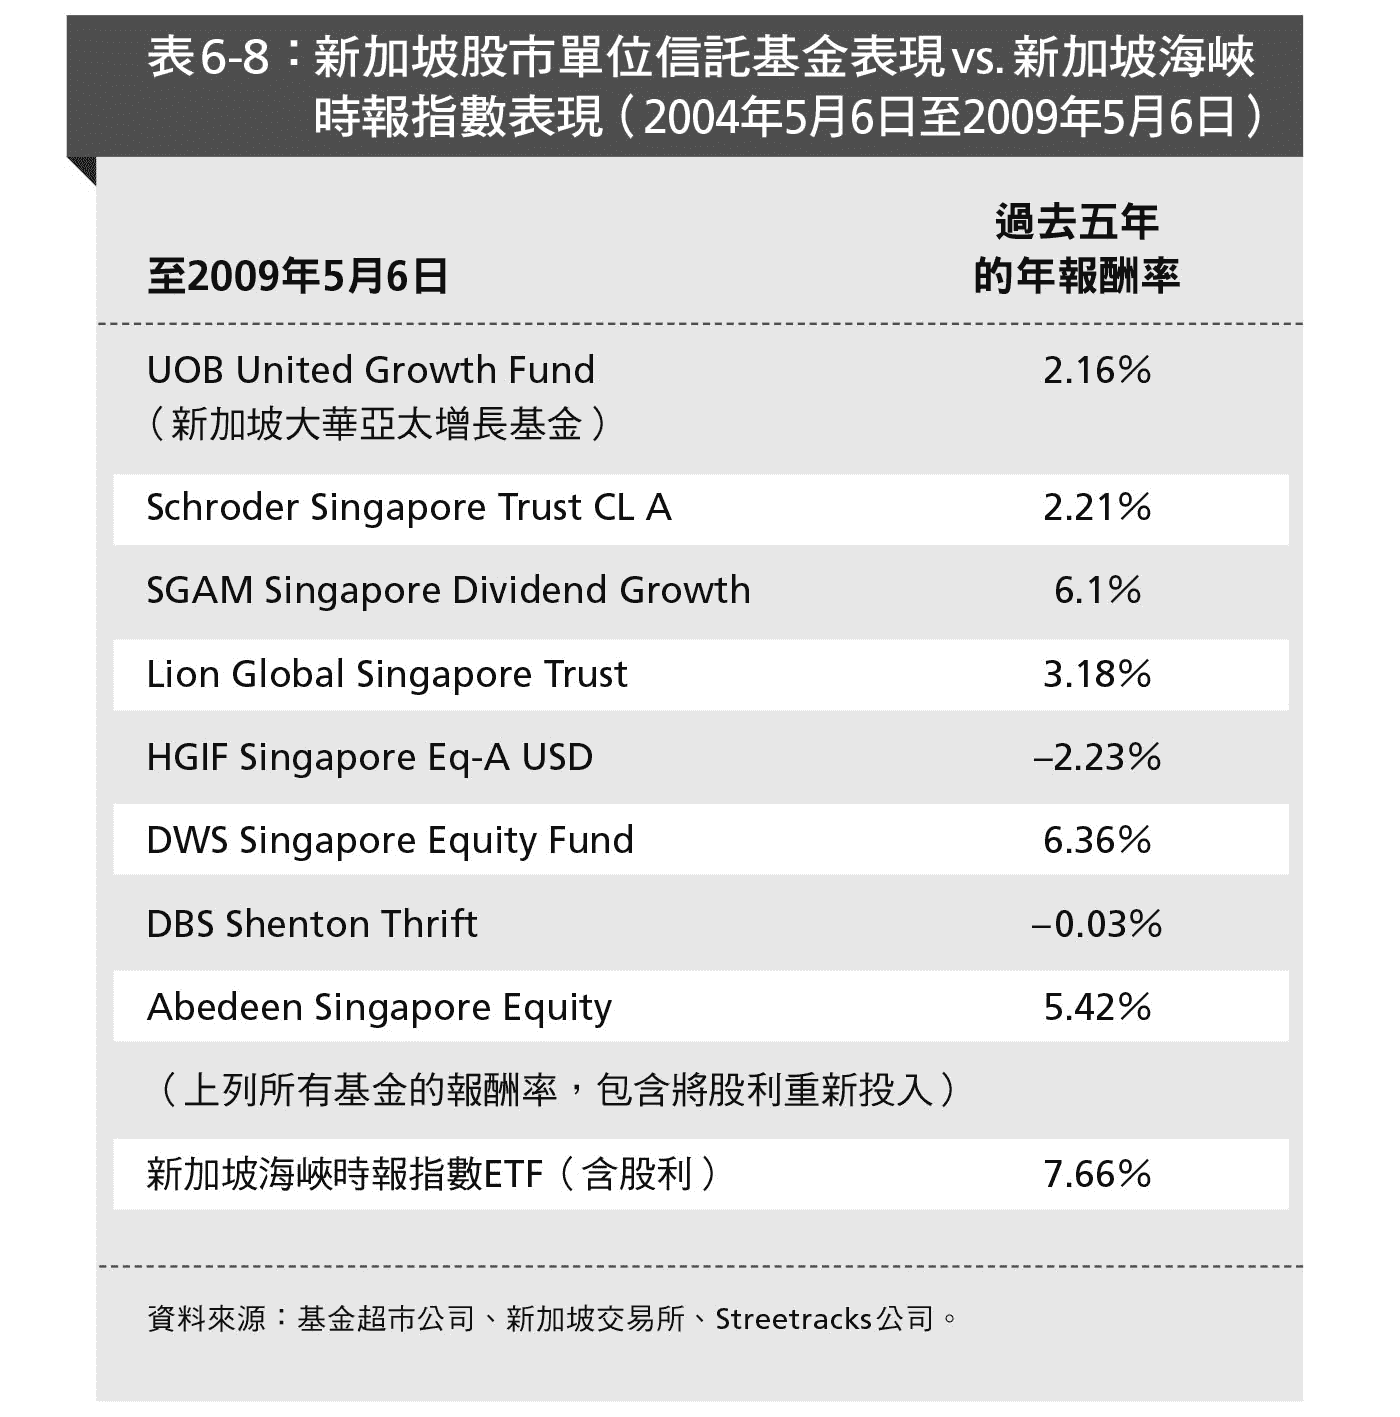 表6-8：新加坡股市單位信託基金表現vs.新加坡海峽
時報指數表現（2004年5月6日至2009年5月6日）
過去五年
至2009年5月6日 的年報酬率
UOB United Growth Fund 2.16%
（新加坡大華亞太增長基金）
Schroder Singapore Trust CL A 2.21%
SGAM Singapore Dividend Growth 6.1%
Lion Global Singapore Trust 3.18%
HGIF Singapore Eq-A USD –2.23%
DWS Singapore Equity Fund 6.36%
DBS Shenton Thrift –0.03%
Abedeen Singapore Equity 5.42%
（上列所有基金的報酬率，包含將股利重新投入）
新加坡海峽時報指數ETF（含股利） 7.66%
資料來源：基金超市公司、新加坡交易所、Streetracks公司。